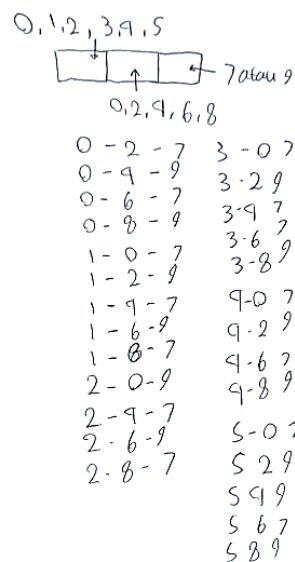 0,1,2,3,4,5
7 atau 9
0,2,4,6,8
0 - 2 - 7
0 - 4 - 9
0 - 6 - 7
0 - 8 - 9
1 - 0 - 7
1 - 2 - 9
1 - 4 - 7
1 - 6 - 9
1 - 8 - 7
2 - 0 - 9
2 - 4 - 7
2 - 6 - 9
2 - 8 - 7
3 - 0 7
3 - 2 9
3 - 4 7
3 - 6 7
3 - 8 9
4 - 0 7
4 - 2 9
4 - 6 7
4 - 8 9
5 - 0 7
5 2 9
5 4 9
5 6 7
5 8 9